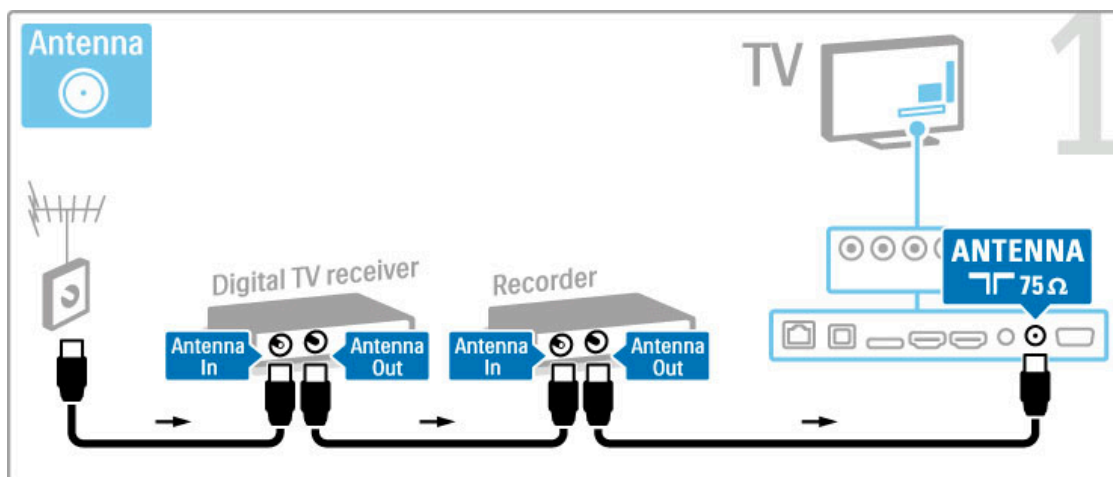 Antenna
TV
1
Digital TV receiver
Recorder
Antenna
In
Antenna
Out
Antenna
In
Antenna
Out
ANTENNA
75 Ω